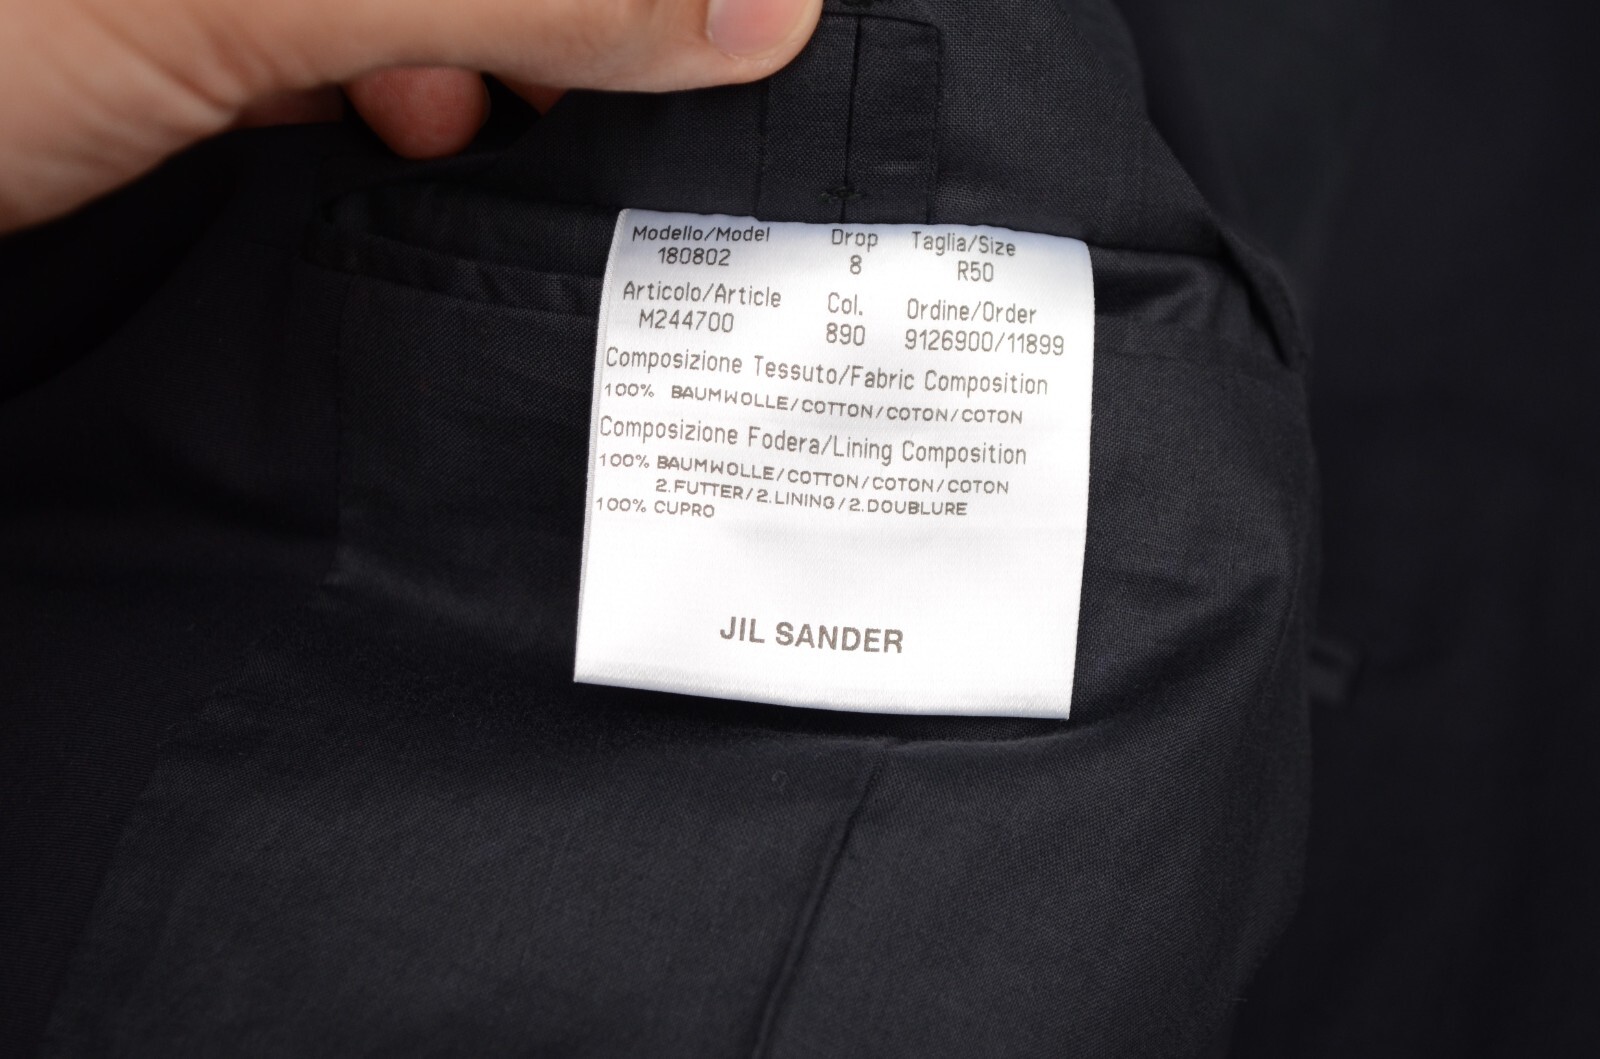 Modello/Model Drop Taglia/Size
180802 8 R50
Articolo/Article Col. Ordine/Order
M244700 890 9126900/11899
Composizione Tessuto/Fabric Composition
100% BAUMWOLLE/COTTON/COTON/COTON
Composizione Fodera/Lining Composition
100% BAUMWOLLE/COTTON/COTON/COTON
2.FUTTER/2.LINING/2.DOUBLURE
100% CUPRO
JIL SANDER